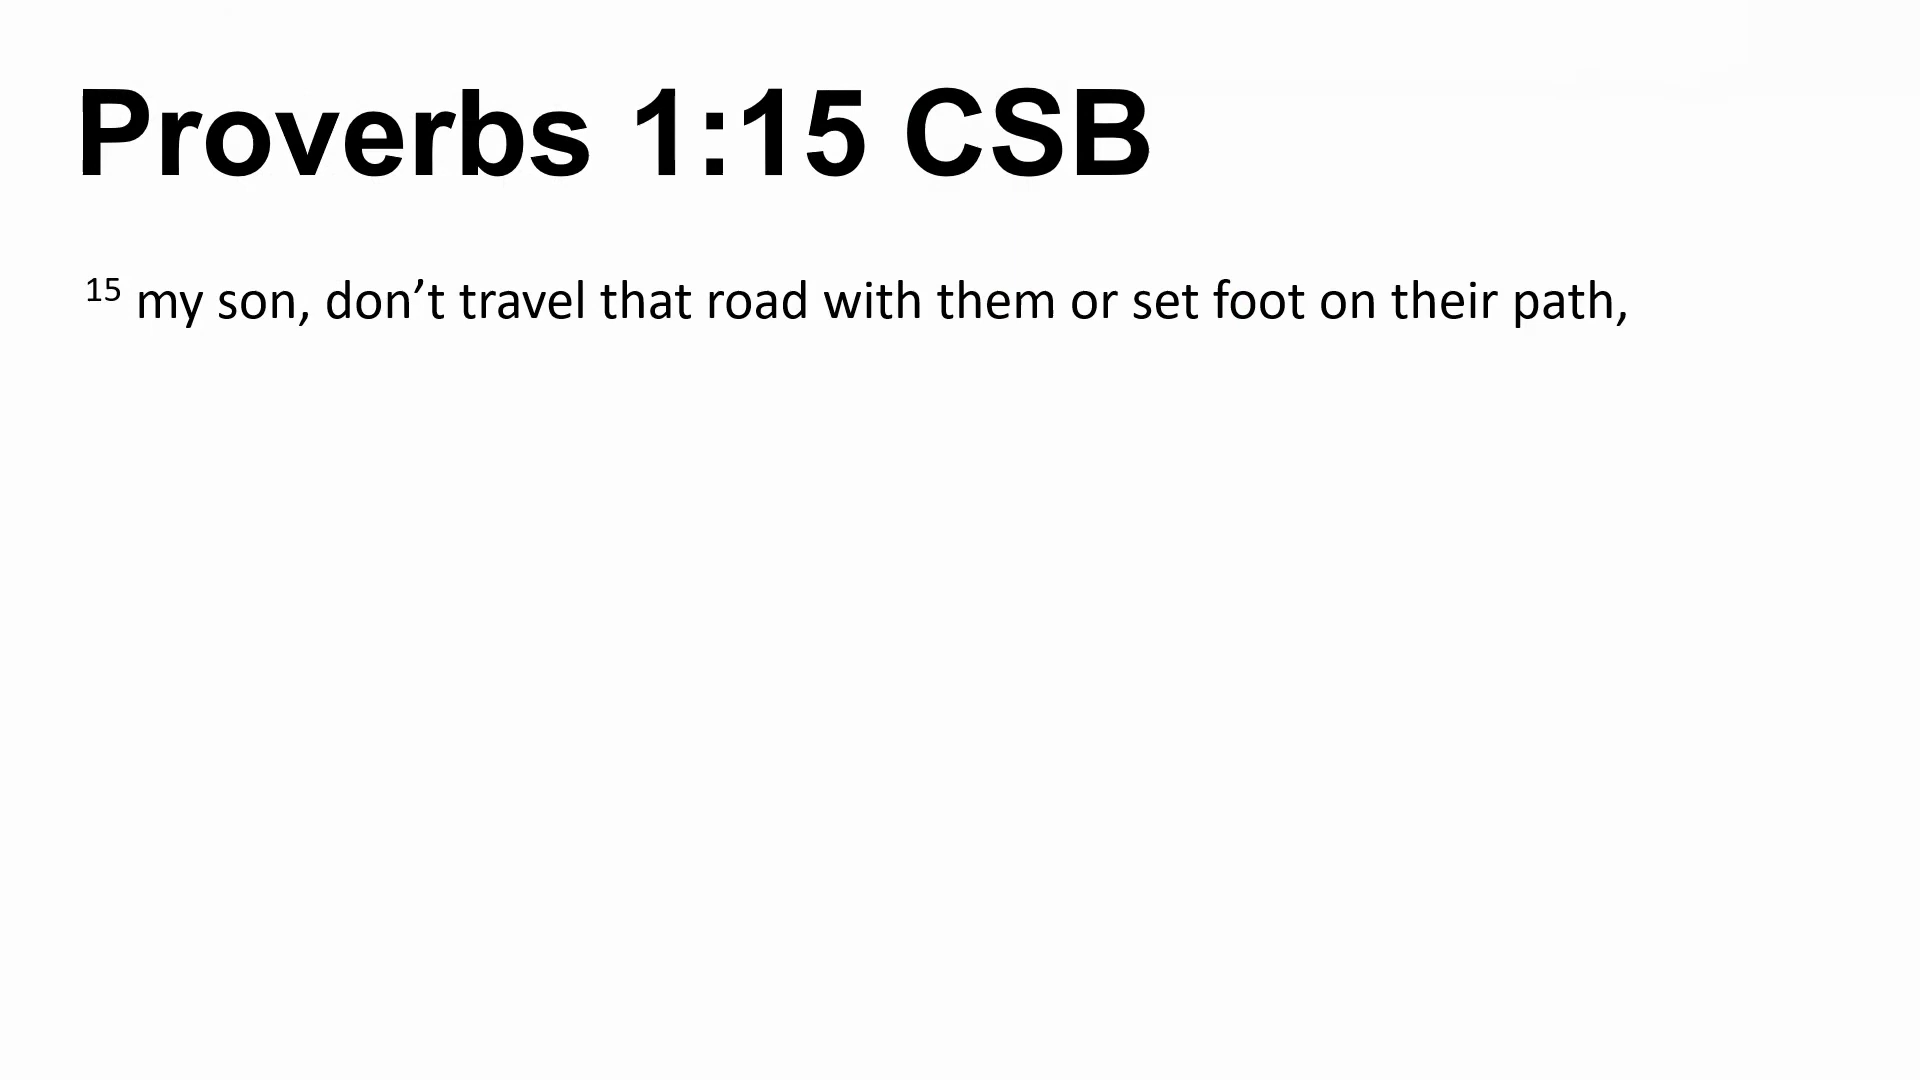 Proverbs 1:15 CSB
15 my son, don’t travel that road with them or set foot on their path,